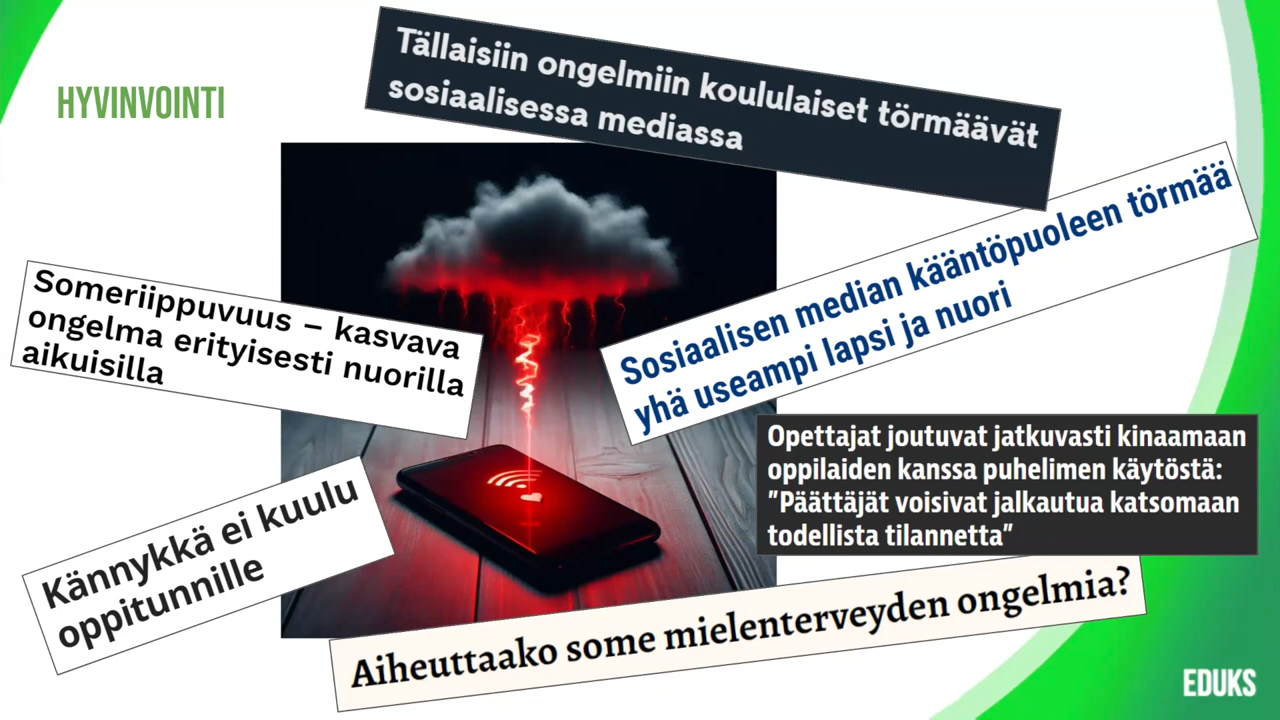 HYVINVOINTI
Tällaisiin ongelmiin koululaiset törmäävät
sosiaalisessa mediassa
Sosiaalisen median kääntöpuoleen törmää
yhä useampi lapsi ja nuori
Someriippuvuus – kasvava
ongelma erityisesti nuorilla
aikuisilla
Opettajat joutuvat jatkuvasti kinaamaan
oppilaiden kanssa puhelimen käytöstä:
"Päättäjät voisivat jalkautua katsomaan
todellista tilannetta"
Kännykkä ei kuulu
oppitunnille
Aiheuttaako some mielenterveyden ongelmia?
EDUKS